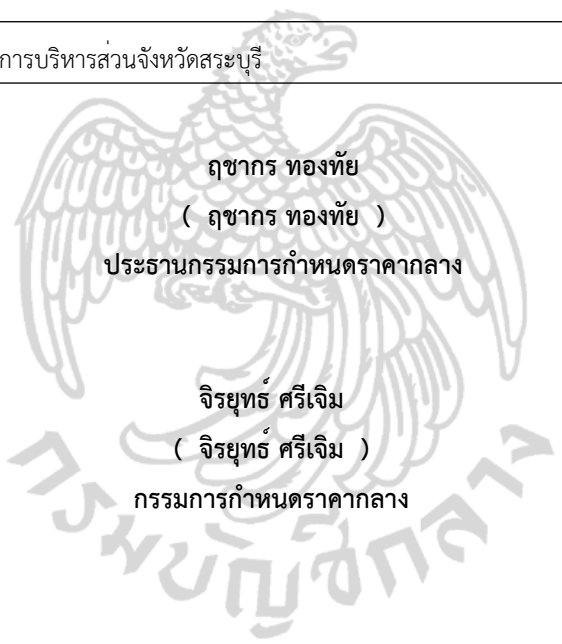 การบริหารส่วนจังหวัดสระบุรี
ฤชากร ทองทัย
( ฤชากร ทองทัย )
ประธานกรรมการกำหนดราคากลาง
จิรยุทธ์ ศรีเจิม
( จิรยุทธ์ ศรีเจิม )
กรรมการกำหนดราคากลาง
กรมบัญชีกลาง